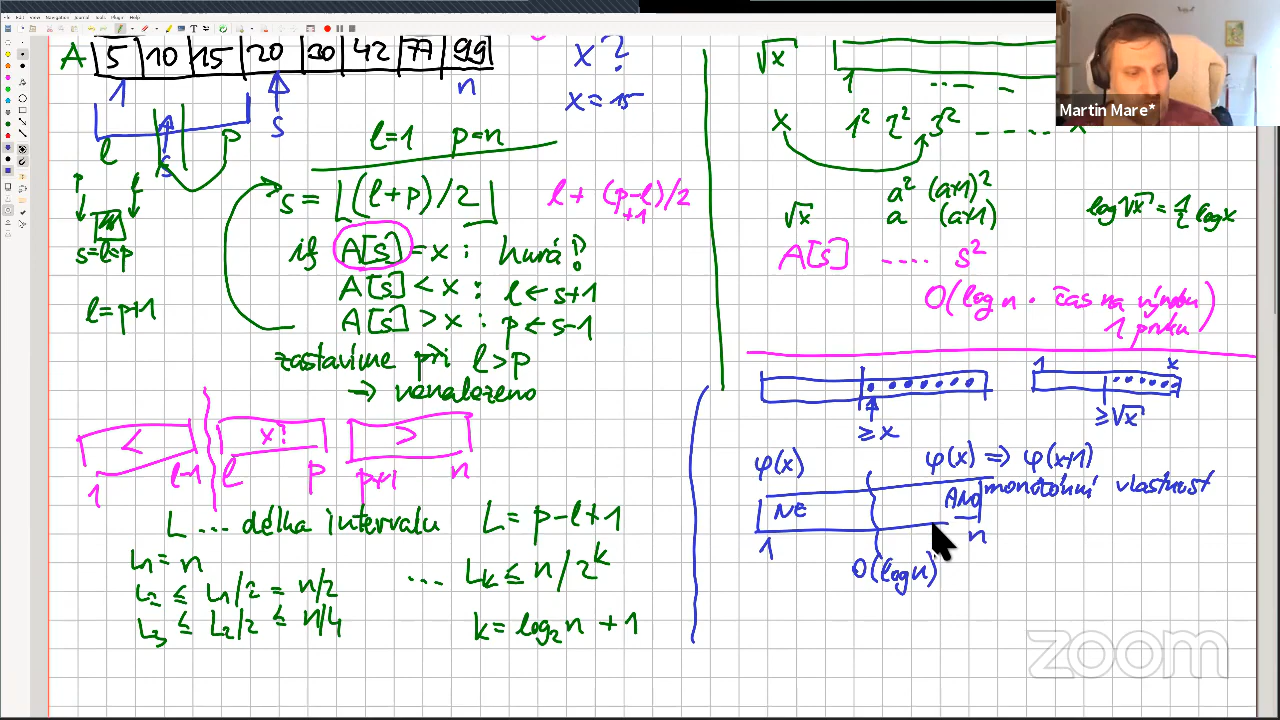 A 5 10 15 20 30 42 77 99
1 n
s
l p
s
x ?
x = 15
l=1 p=n
s = ⌊(l+p)/2⌋
l + (p-l)/2
+1
if A[s] = x : hurá!
A[s] < x : l ← s+1
A[s] > x : p ← s-1
zastavíme při l > p
→ nenalezeno
p l
s=l=p
l = p+1
< x? >
1 l-1 l p p+1 n
L ... délka intervalu L = p-l+1
L1 = n
L2 ≤ L1/2 = n/2
L3 ≤ L2/2 ≤ n/4
... Lk ≤ n/2^k
k = log₂n + 1
√x
1
x 1² 2² 3² - - - - x
a² (a+1)²
√x a (a+1)
log √x = 1/2 log x
A[s] .... s²
O(log n · čas na výrobu
1 prvku)
≥ x
1 x
≥ √x
φ(x) φ(x) ⇒ φ(x+1)
monotónní vlastnost
NE ANO
1 n
O(log n)
Martin Mare*
zoom